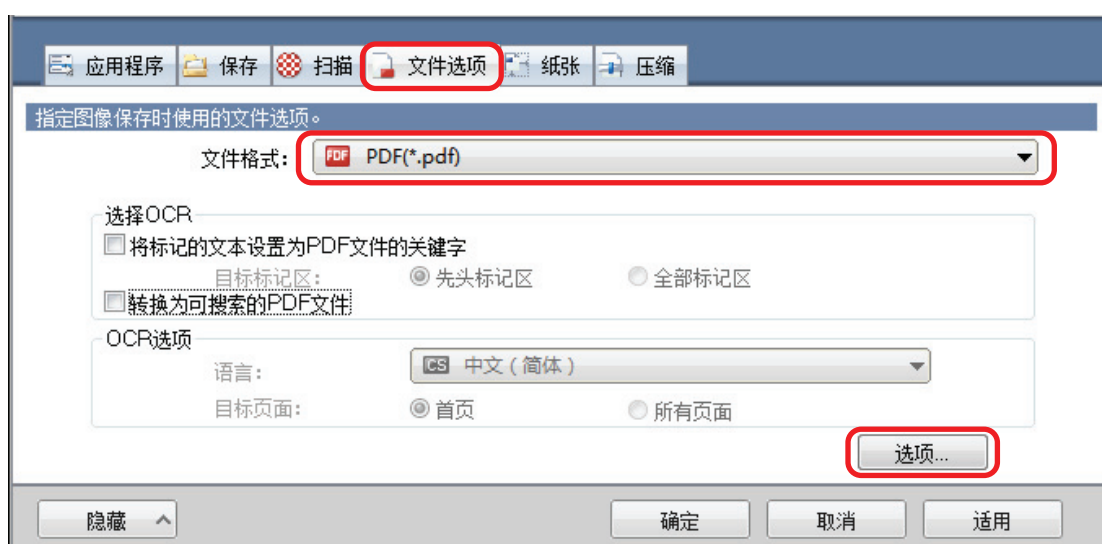 应用程序 保存 扫描 文件选项 纸张 压缩
指定图像保存时使用的文件选项。
文件格式: PDF PDF(*.pdf)
选择OCR
将标记的文本设置为PDF文件的关键字
目标标记区: 先头标记区 全部标记区
转换为可搜索的PDF文件
OCR选项
语言: CS 中文(简体)
目标页面: 首页 所有页面
选项...
隐藏 确定 取消 适用